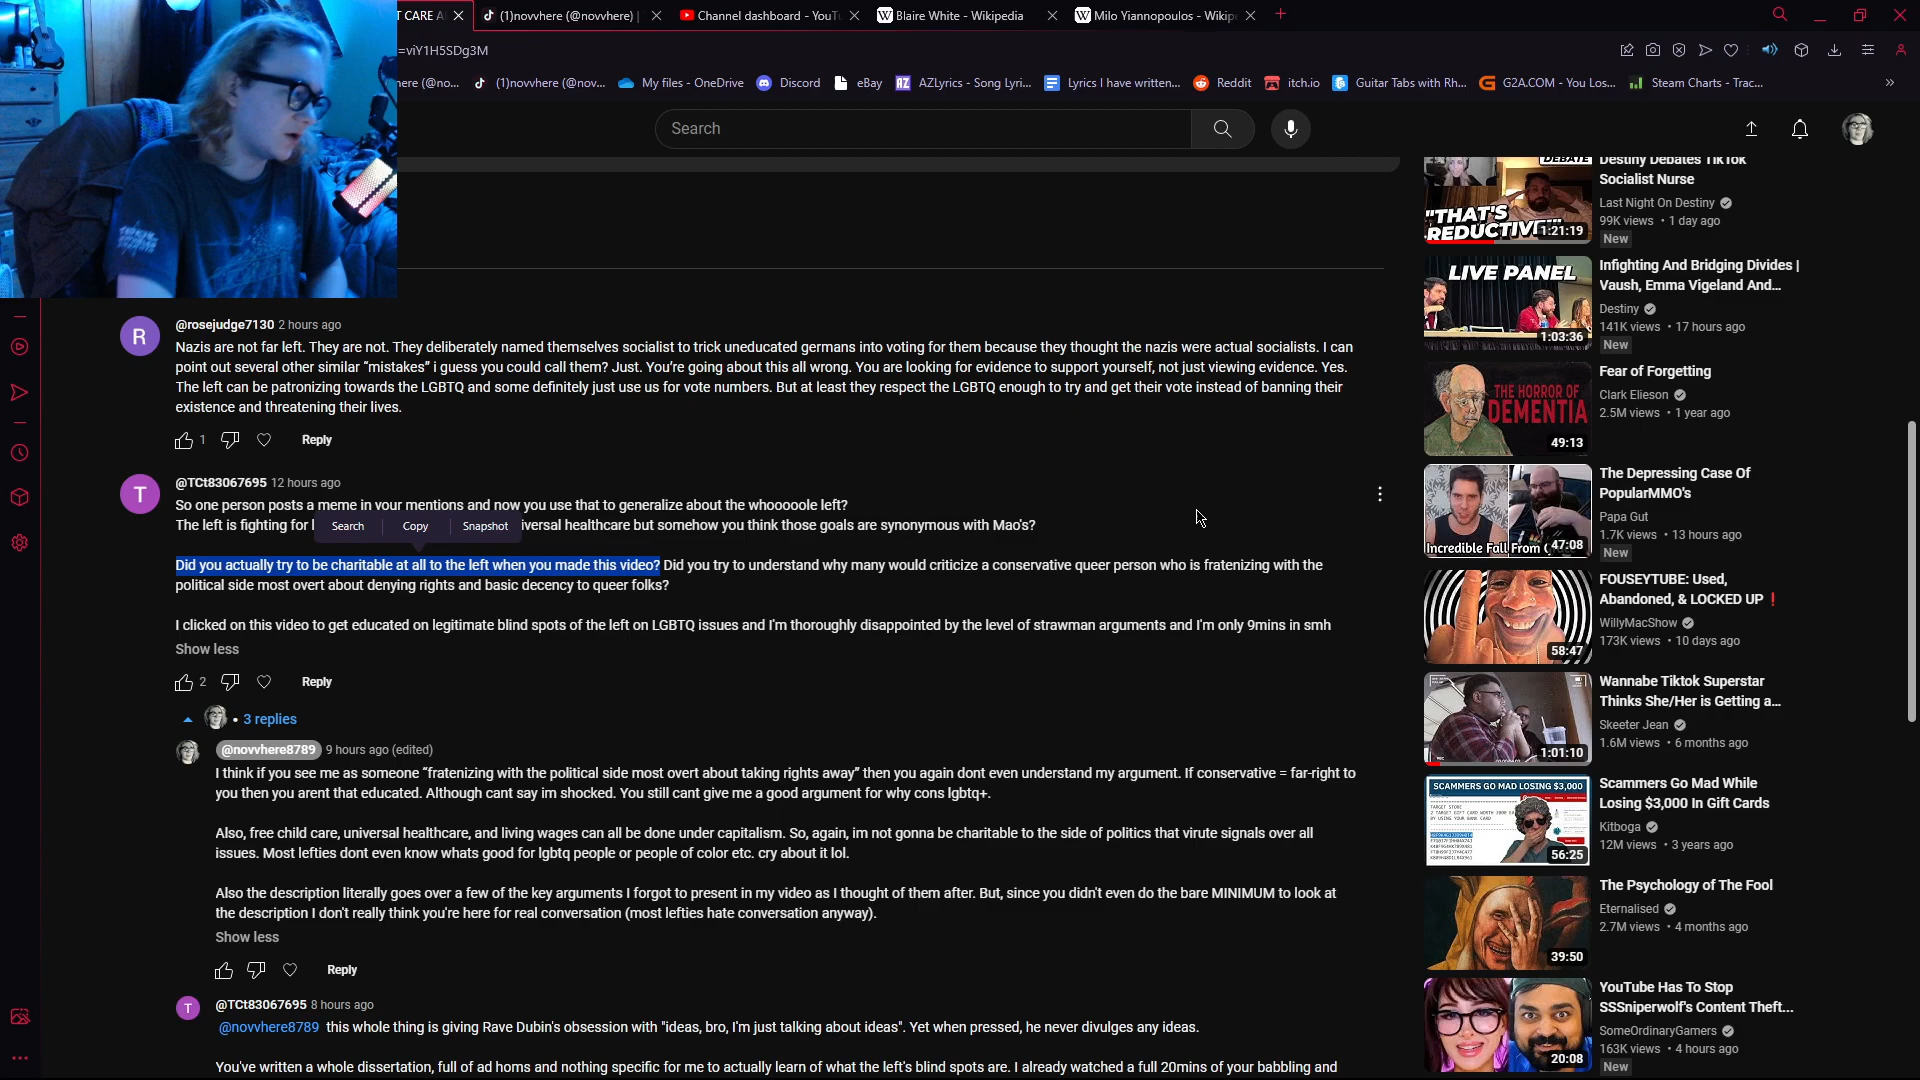 T CARE A
(1)novvhere (@novvhere) |
Channel dashboard - YouTu
Blaire White - Wikipedia
Milo Yiannopoulos - Wikip
=viY1H5SDg3M
here (@no...
(1)novvhere (@nov...
My files - OneDrive
Discord
eBay
AZLyrics - Song Lyri...
Lyrics I have written...
Reddit
itch.io
Guitar Tabs with Rh...
G2A.COM - You Los...
Steam Charts - Trac...
Search
@rosejudge7130 2 hours ago
Nazis are not far left. They are not. They deliberately named themselves socialist to trick uneducated germans into voting for them because they thought the nazis were actual socialists. I can
point out several other similar “mistakes” i guess you could call them? Just. You’re going about this all wrong. You are looking for evidence to support yourself, not just viewing evidence. Yes.
The left can be patronizing towards the LGBTQ and some definitely just use us for vote numbers. But at least they respect the LGBTQ enough to try and get their vote instead of banning their
existence and threatening their lives.
1
Reply
@TCt83067695 12 hours ago
So one person posts a meme in your mentions and now you use that to generalize about the whooooole left?
The left is fighting for
iversal healthcare but somehow you think those goals are synonymous with Mao's?
Search Copy Snapshot
Did you actually try to be charitable at all to the left when you made this video? Did you try to understand why many would criticize a conservative queer person who is fratenizing with the
political side most overt about denying rights and basic decency to queer folks?
I clicked on this video to get educated on legitimate blind spots of the left on LGBTQ issues and I'm thoroughly disappointed by the level of strawman arguments and I'm only 9mins in smh
Show less
2
Reply
3 replies
@novvhere8789 9 hours ago (edited)
I think if you see me as someone “fratenizing with the political side most overt about taking rights away” then you again dont even understand my argument. If conservative = far-right to
you then you arent that educated. Although cant say im shocked. You still cant give me a good argument for why cons lgbtq+.
Also, free child care, universal healthcare, and living wages can all be done under capitalism. So, again, im not gonna be charitable to the side of politics that virute signals over all
issues. Most lefties dont even know whats good for lgbtq people or people of color etc. cry about it lol.
Also the description literally goes over a few of the key arguments I forgot to present in my video as I thought of them after. But, since you didn't even do the bare MINIMUM to look at
the description I don't really think you're here for real conversation (most lefties hate conversation anyway).
Show less
Reply
@TCt83067695 8 hours ago
@novvhere8789 this whole thing is giving Rave Dubin's obsession with "ideas, bro, I'm just talking about ideas". Yet when pressed, he never divulges any ideas.
You've written a whole dissertation, full of ad homs and nothing specific for me to actually learn of what the left's blind spots are. I already watched a full 20mins of your babbling and
DEBATE
"THAT'S
REDUCTIVE"
1:21:19
Destiny Debates TikTok
Socialist Nurse
Last Night On Destiny
99K views • 1 day ago
New
LIVE PANEL
1:03:36
Infighting And Bridging Divides |
Vaush, Emma Vigeland And...
Destiny
141K views • 17 hours ago
New
THE HORROR OF
DEMENTIA
49:13
Fear of Forgetting
Clark Elieson
2.5M views • 1 year ago
Incredible Fall From
47:08
The Depressing Case Of
PopularMMO's
Papa Gut
1.7K views • 13 hours ago
New
58:47
FOUSEYTUBE: Used,
Abandoned, & LOCKED UP❗
WillyMacShow
173K views • 10 days ago
1:01:10
Wannabe Tiktok Superstar
Thinks She/Her is Getting a...
Skeeter Jean
1.6M views • 6 months ago
SCAMMERS GO MAD LOSING $3,000
56:25
Scammers Go Mad While
Losing $3,000 In Gift Cards
Kitboga
12M views • 3 years ago
39:50
The Psychology of The Fool
Eternalised
2.7M views • 4 months ago
20:08
YouTube Has To Stop
SSSniperwolf's Content Theft...
SomeOrdinaryGamers
163K views • 4 hours ago
New
R
T
T